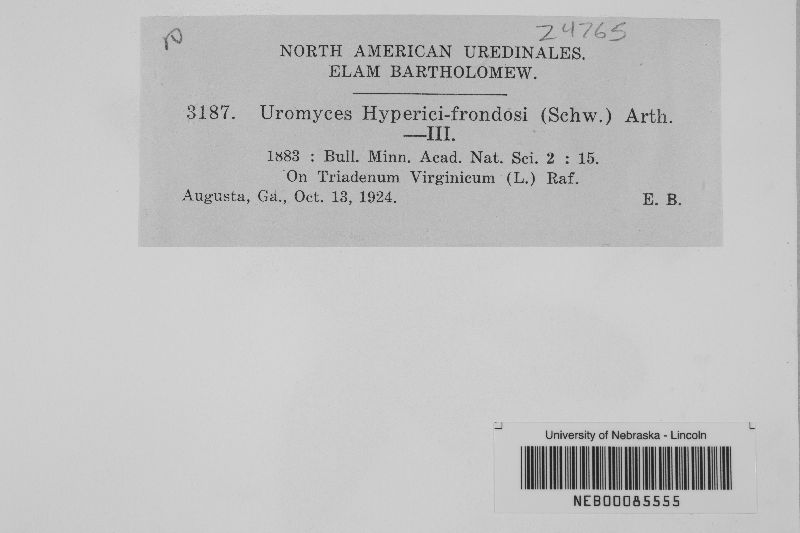 24765
NORTH AMERICAN UREDINALES.
ELAM BARTHOLOMEW.
3187. Uromyces Hyperici-frondosi (Schw.) Arth.
—III.
1883 : Bull. Minn. Acad. Nat. Sci. 2 : 15.
On Triadenum Virginicum (L.) Raf.
Augusta, Ga., Oct. 13, 1924. E. B.
University of Nebraska - Lincoln
NEB00085555